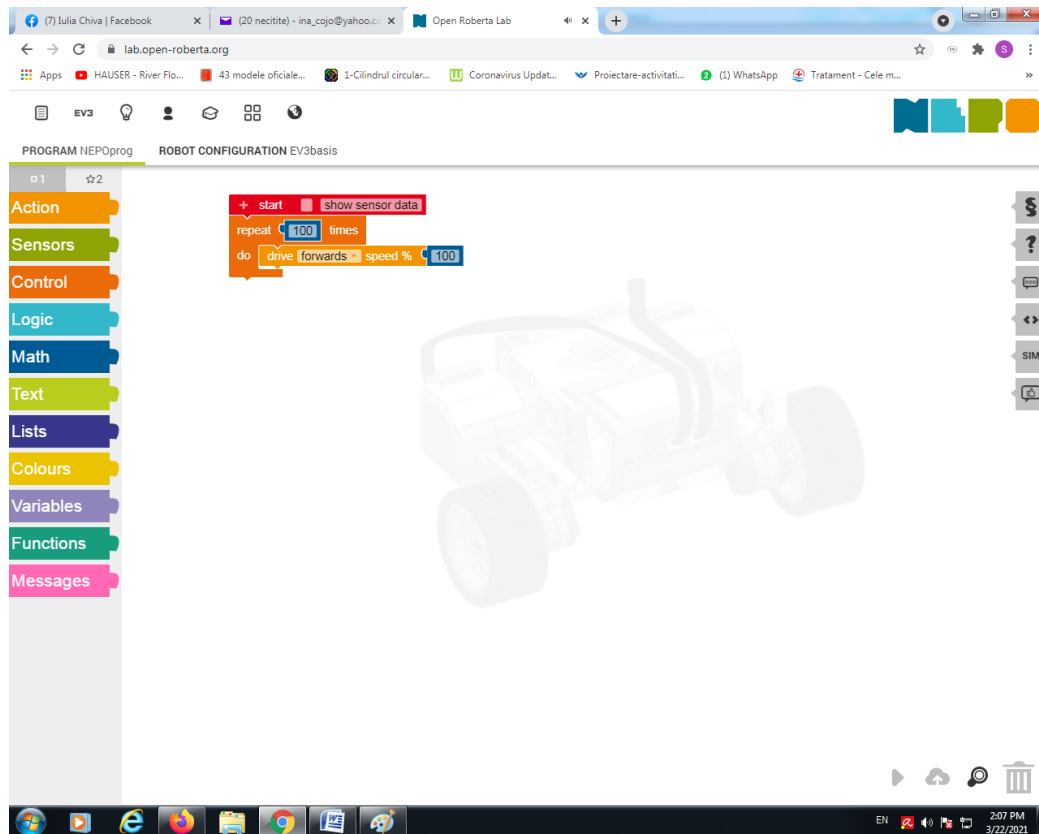 (7) Iulia Chiva | Facebook
(20 necitite) - ina_cojo@yahoo.cc
Open Roberta Lab
lab.open-roberta.org
S
Apps
HAUSER - River Flo...
43 modele oficiale...
1-Cilindrul circular...
Coronavirus Updat...
Proiectare-activitati...
(1) WhatsApp
Tratament - Cele m...
EV3
PROGRAM NEPOprog
ROBOT CONFIGURATION EV3basis
1
2
+ start show sensor data
repeat 100 times
do drive forwards speed % 100
Action
Sensors
Control
Logic
Math
Text
Lists
Colours
Variables
Functions
Messages
§
?
SIM
EN
2:07 PM
3/22/2021